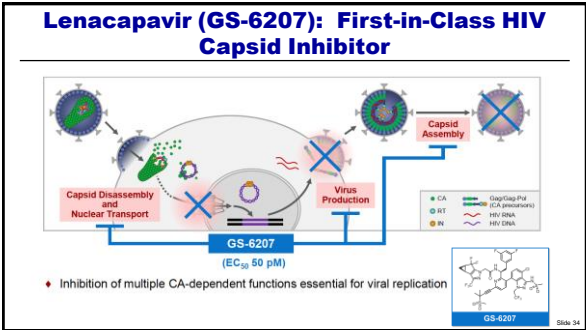 Lenacapavir (GS-6207): First-in-Class HIV
Capsid Inhibitor
Capsid
Assembly
Capsid Disassembly
and
Nuclear Transport
Virus
Production
CA
RT
IN
Gag/Gag-Pol
(CA precursors)
HIV RNA
HIV DNA
GS-6207
(EC50 50 pM)
♦ Inhibition of multiple CA-dependent functions essential for viral replication
GS-6207
Slide 34